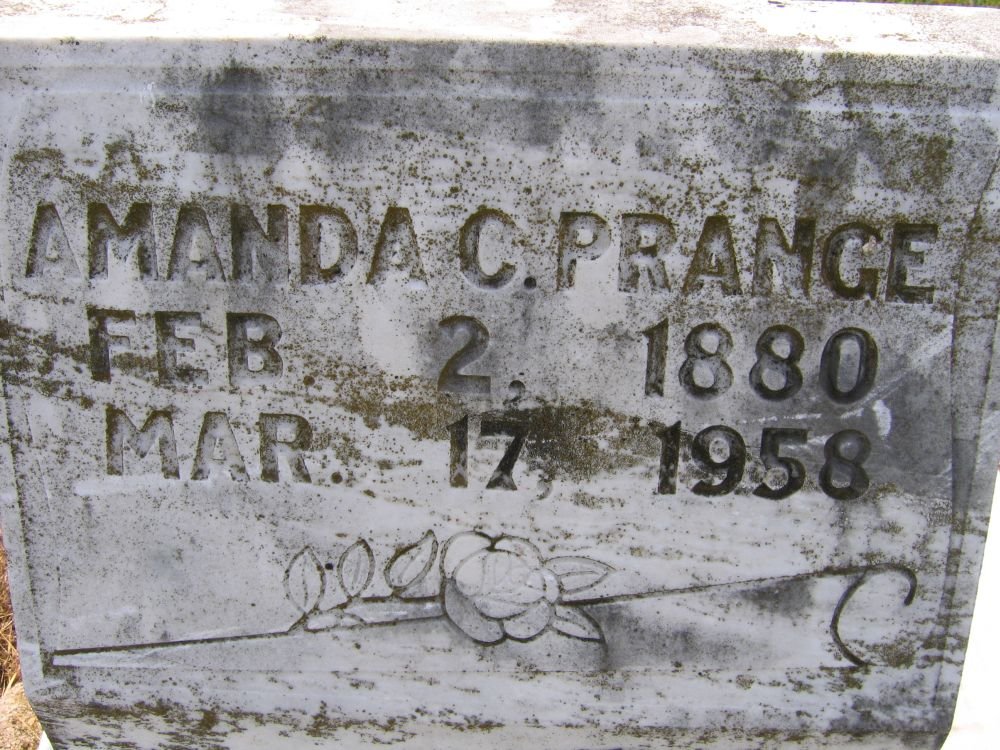 AMANDA C. PRANGE
FEB 2, 1880
MAR. 17, 1958